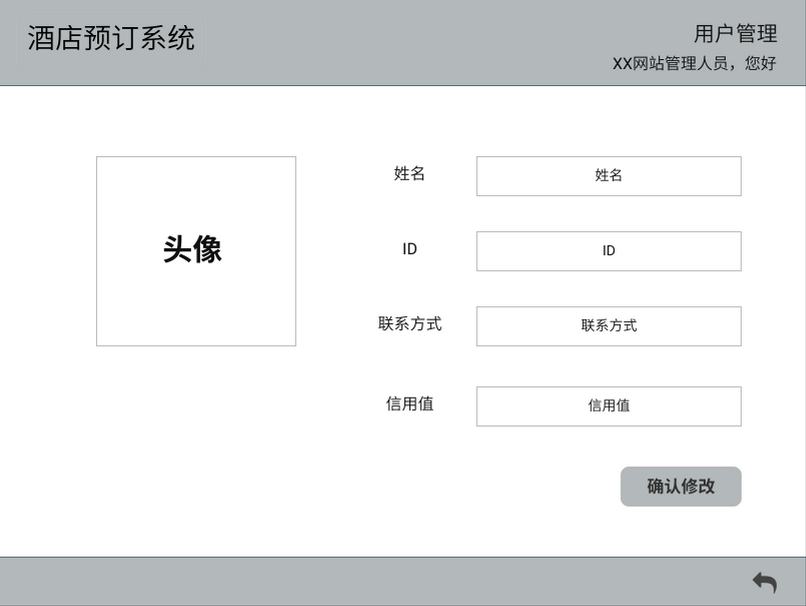 酒店预订系统
用户管理
XX网站管理人员，您好
头像
姓名
姓名
ID
ID
联系方式
联系方式
信用值
信用值
确认修改